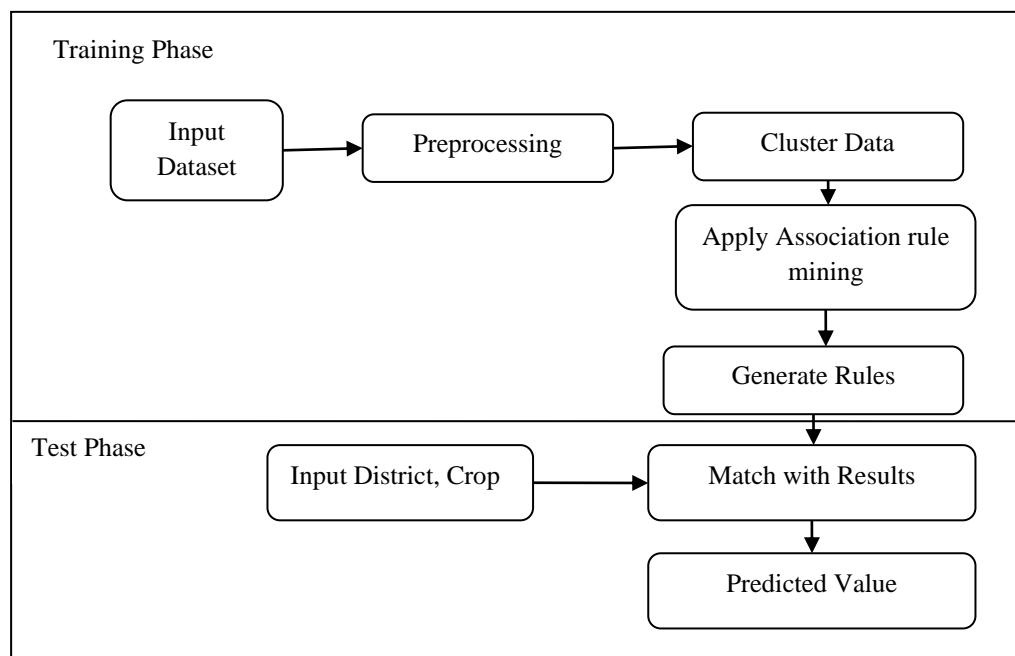 Training Phase
Input
Dataset
Preprocessing
Cluster Data
Apply Association rule
mining
Generate Rules
Test Phase
Input District, Crop
Match with Results
Predicted Value